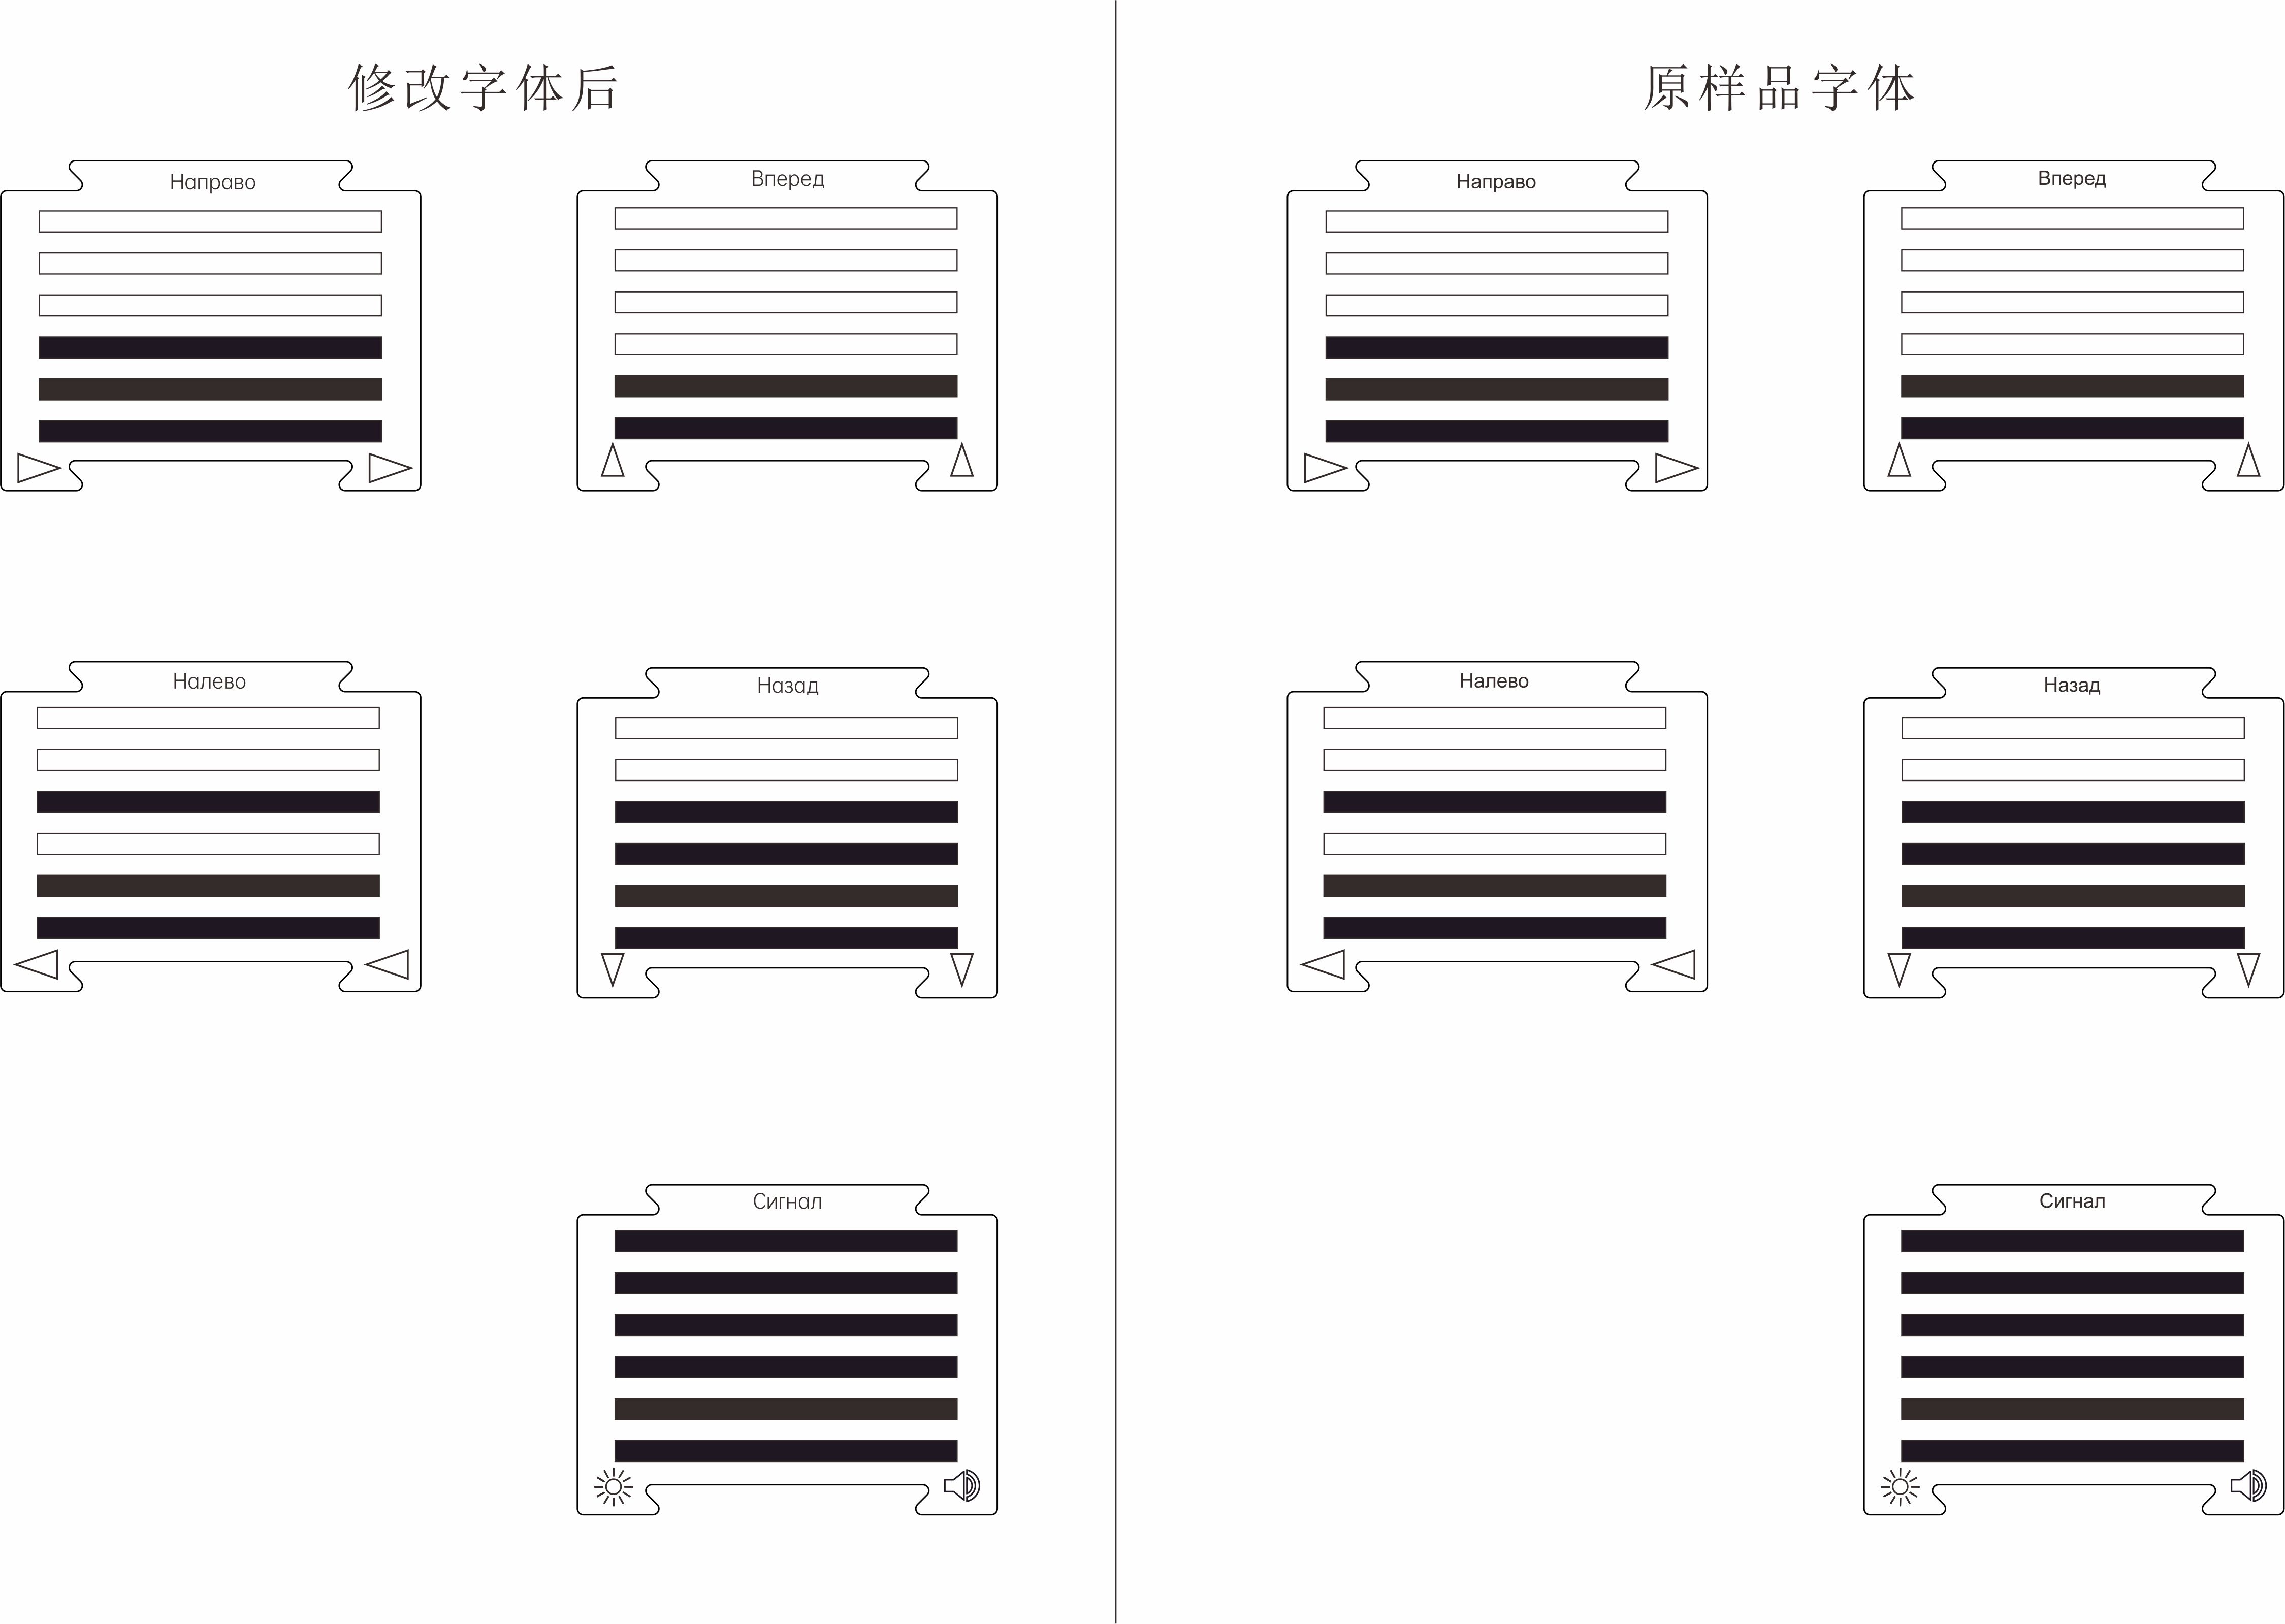 修改字体后
Направо
Вперед
Налево
Назад
Сигнал
原样品字体
Направо
Вперед
Налево
Назад
Сигнал